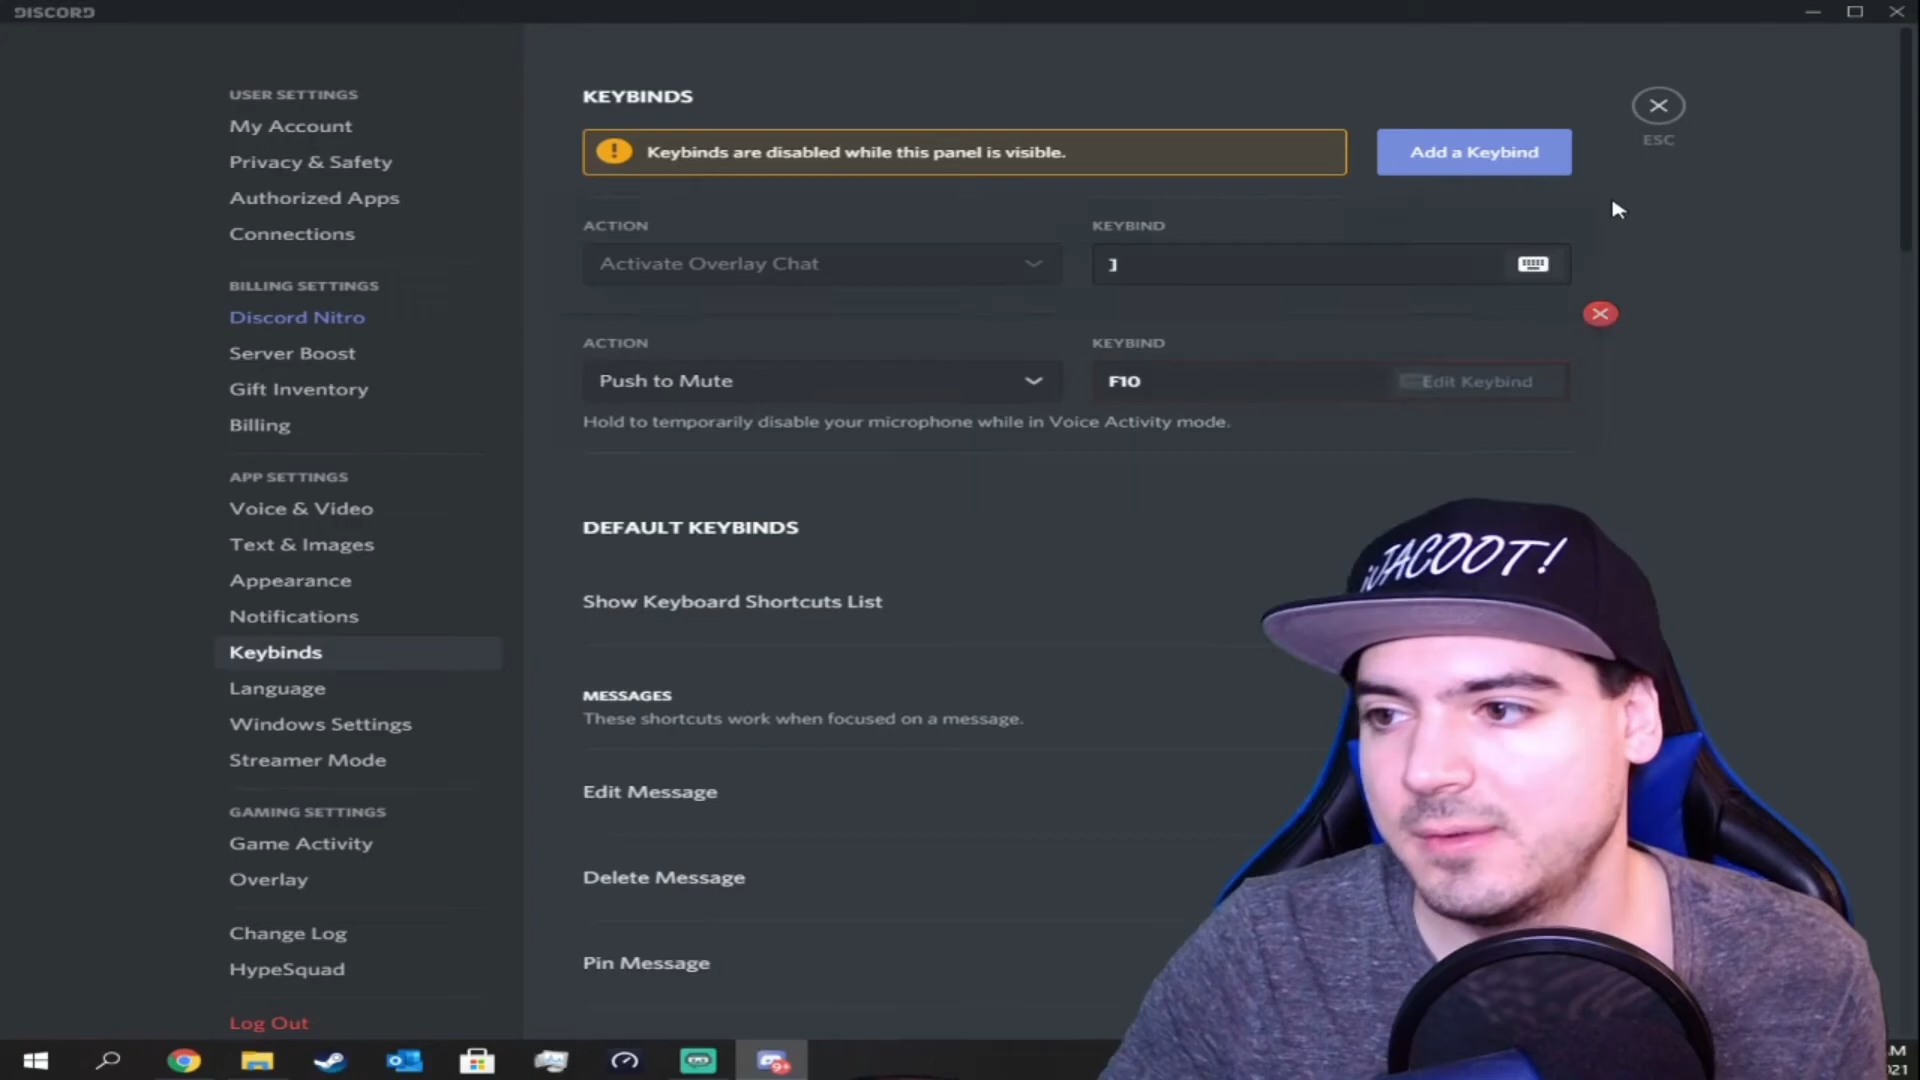 DISCORD
USER SETTINGS
My Account
Privacy & Safety
Authorized Apps
Connections
BILLING SETTINGS
Discord Nitro
Server Boost
Gift Inventory
Billing
APP SETTINGS
Voice & Video
Text & Images
Appearance
Notifications
Keybinds
Language
Windows Settings
Streamer Mode
GAMING SETTINGS
Game Activity
Overlay
Change Log
HypeSquad
Log Out
KEYBINDS
Keybinds are disabled while this panel is visible.
Add a Keybind
ESC
ACTION
KEYBIND
Activate Overlay Chat
]
ACTION
KEYBIND
Push to Mute
F10
Edit Keybind
Hold to temporarily disable your microphone while in Voice Activity mode.
DEFAULT KEYBINDS
Show Keyboard Shortcuts List
MESSAGES
These shortcuts work when focused on a message.
Edit Message
Delete Message
Pin Message
¡JACOOT!
9+